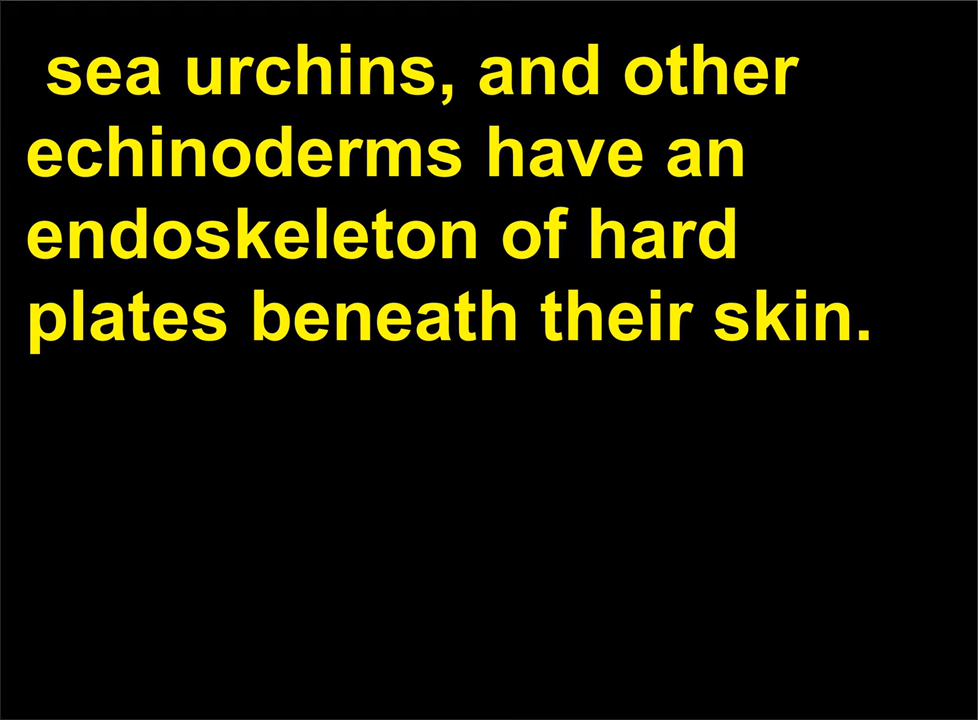 sea urchins, and other
echinoderms have an
endoskeleton of hard
plates beneath their skin.